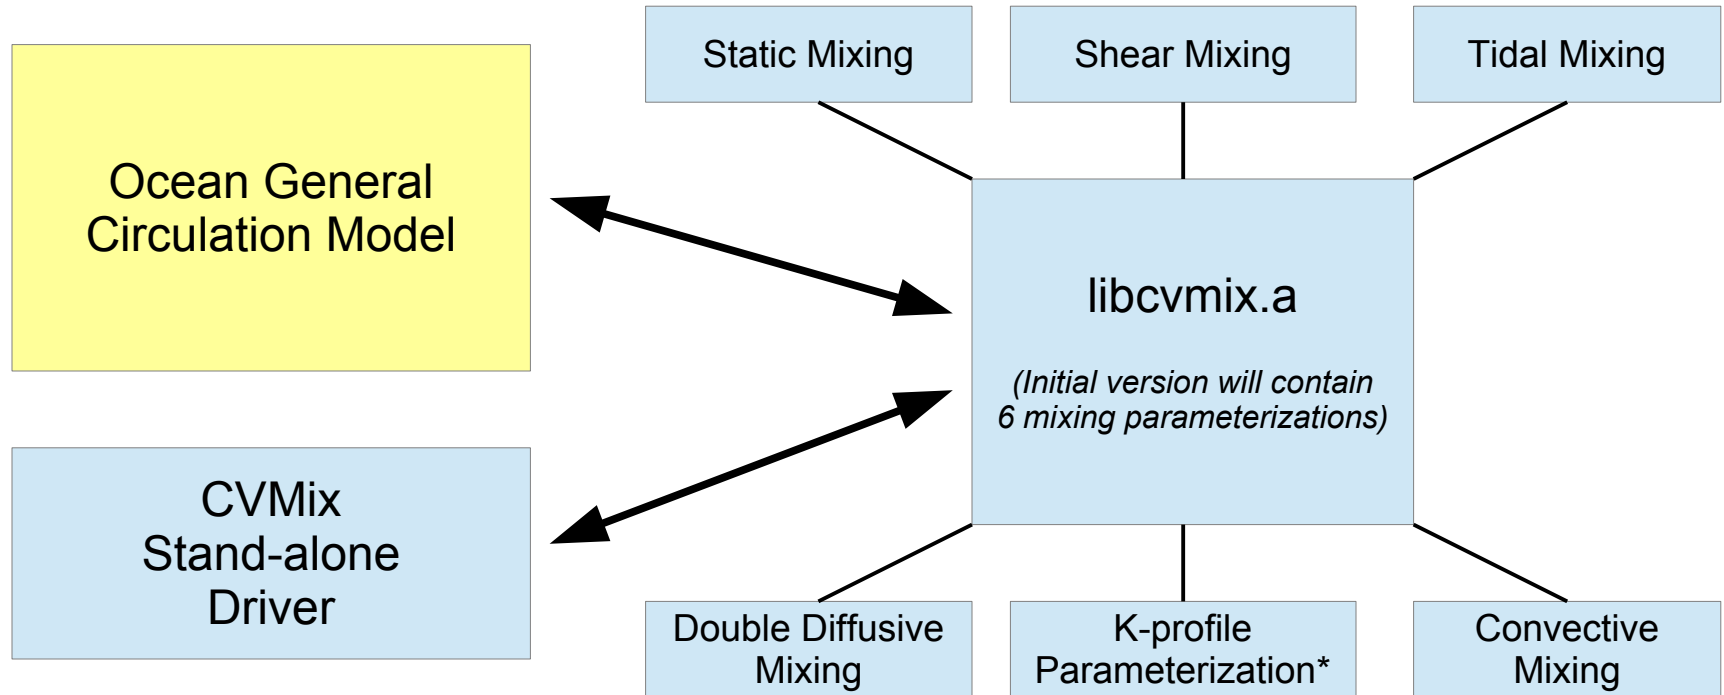 Static Mixing
Shear Mixing
Tidal Mixing
Ocean General
Circulation Model
libcvmix.a
(Initial version will contain
6 mixing parameterizations)
CVMix
Stand-alone
Driver
Double Diffusive
Mixing
K-profile
Parameterization*
Convective
Mixing